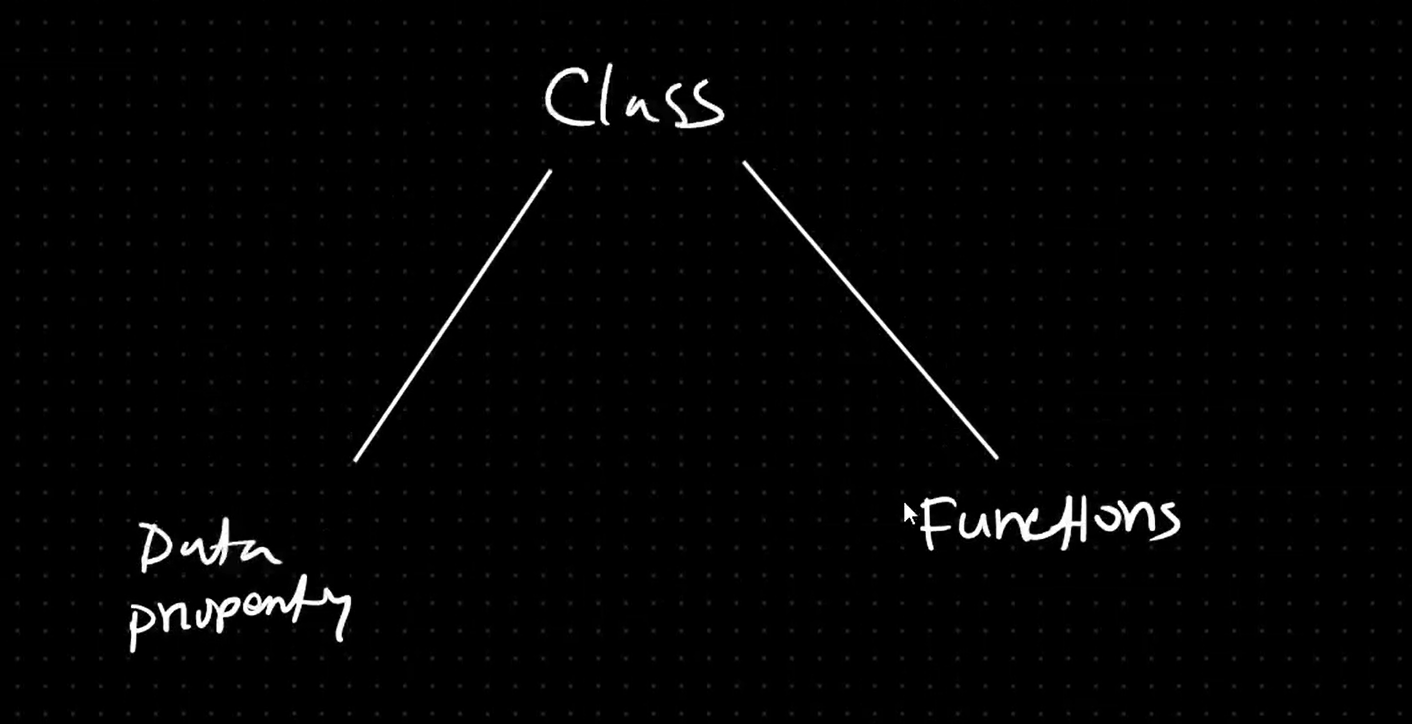 Class
Data
property
Functions